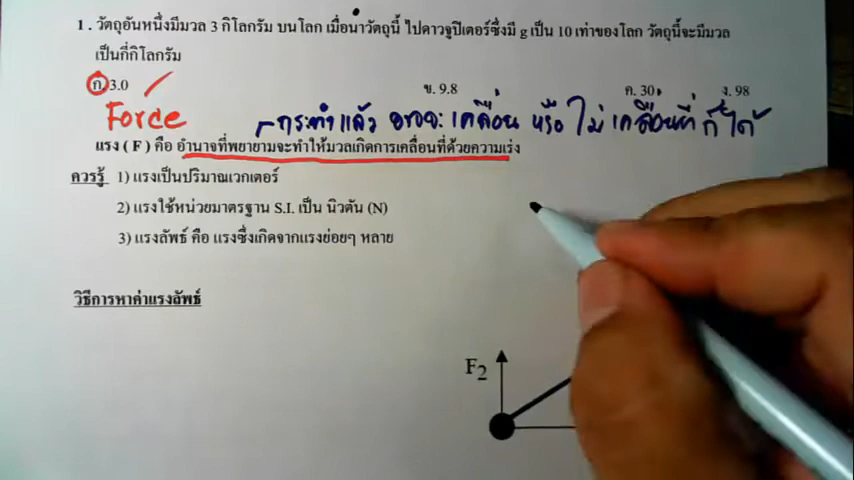 1. วัตถุอันหนึ่งมีมวล 3 กิโลกรัม บนโลก เมื่อนำวัตถุนี้ ไปดาวจูปิเตอร์ซึ่งมี g เป็น 10 เท่าของโลก วัตถุนี้จะมีมวล
เป็นกี่กิโลกรัม
ก. 3.0 ข. 9.8 ค. 30 ง. 98
Force กระทำแล้ว อาจจะ เคลื่อน หรือ ไม่ เคลื่อนที่ ก็ ได้
แรง ( F ) คือ อำนาจที่พยายามจะทำให้มวลเกิดการเคลื่อนที่ด้วยความเร่ง
ควรรู้ 1) แรงเป็นปริมาณเวกเตอร์
2) แรงใช้หน่วยมาตรฐาน S.I. เป็น นิวตัน (N)
3) แรงลัพธ์ คือ แรงซึ่งเกิดจากแรงย่อยๆ หลาย
วิธีการหาค่าแรงลัพธ์
F2